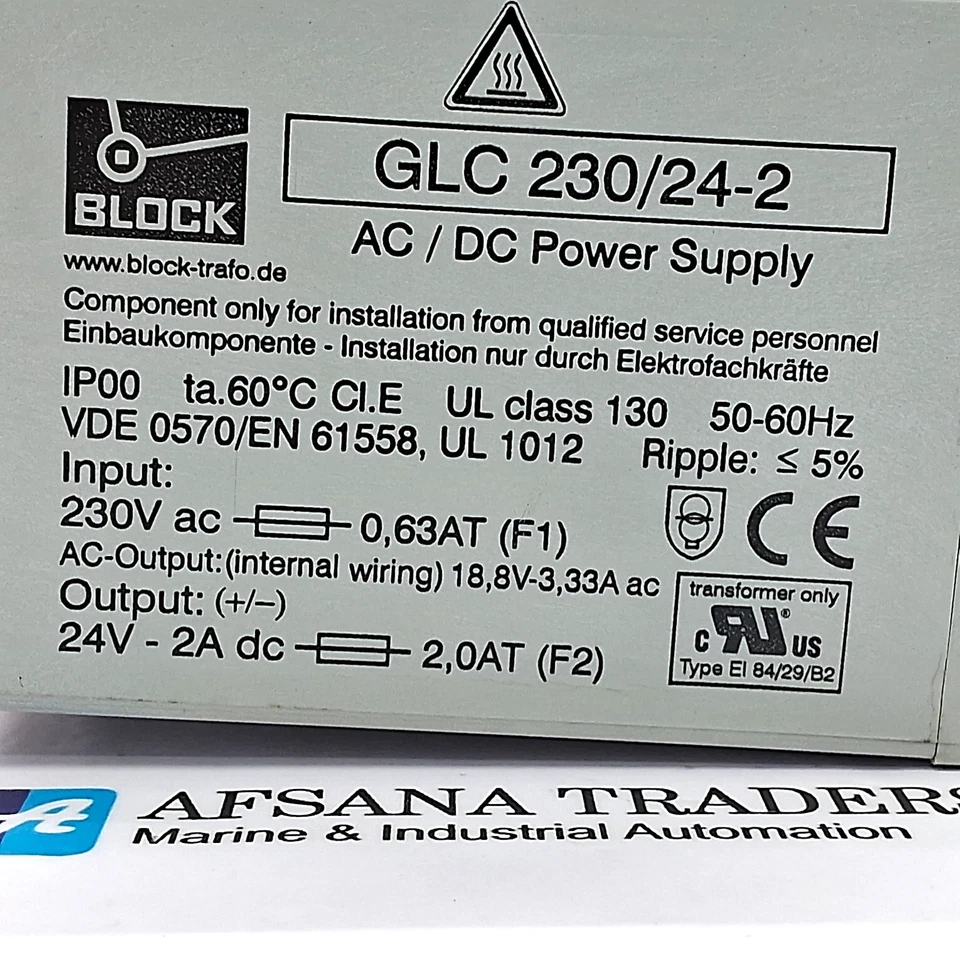 BLOCK
GLC 230/24-2
AC / DC Power Supply
www.block-trafo.de
Component only for installation from qualified service personnel
Einbaukomponente - Installation nur durch Elektrofachkräfte
IP00 ta.60°C Cl.E UL class 130 50-60Hz
VDE 0570/EN 61558, UL 1012 Ripple: ≤ 5%
Input:
230V ac 0,63AT (F1)
CE
AC-Output:(internal wiring) 18,8V-3,33A ac
Output: (+/–)
24V - 2A dc 2,0AT (F2)
transformer only
C RU® US
Type EI 84/29/B2
A
AFSANA TRADERS
Marine & Industrial Automation